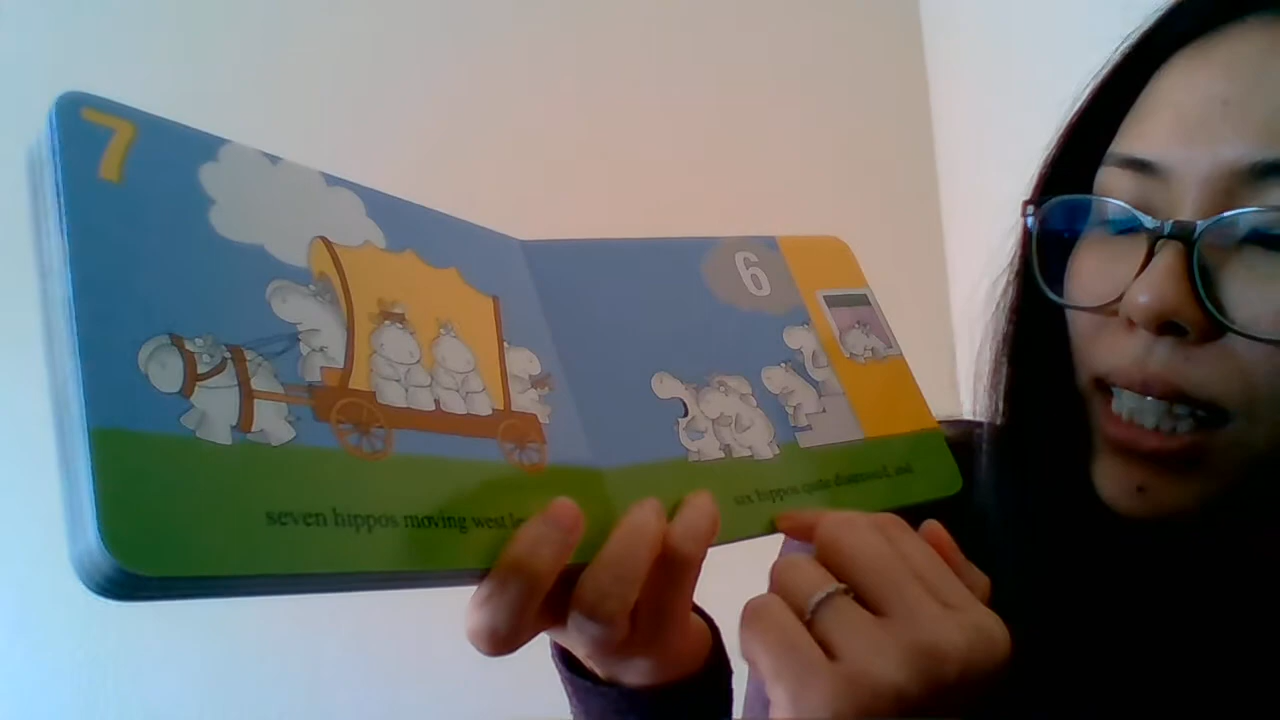 7
seven hippos moving west
6
six hippos quite distressed, and